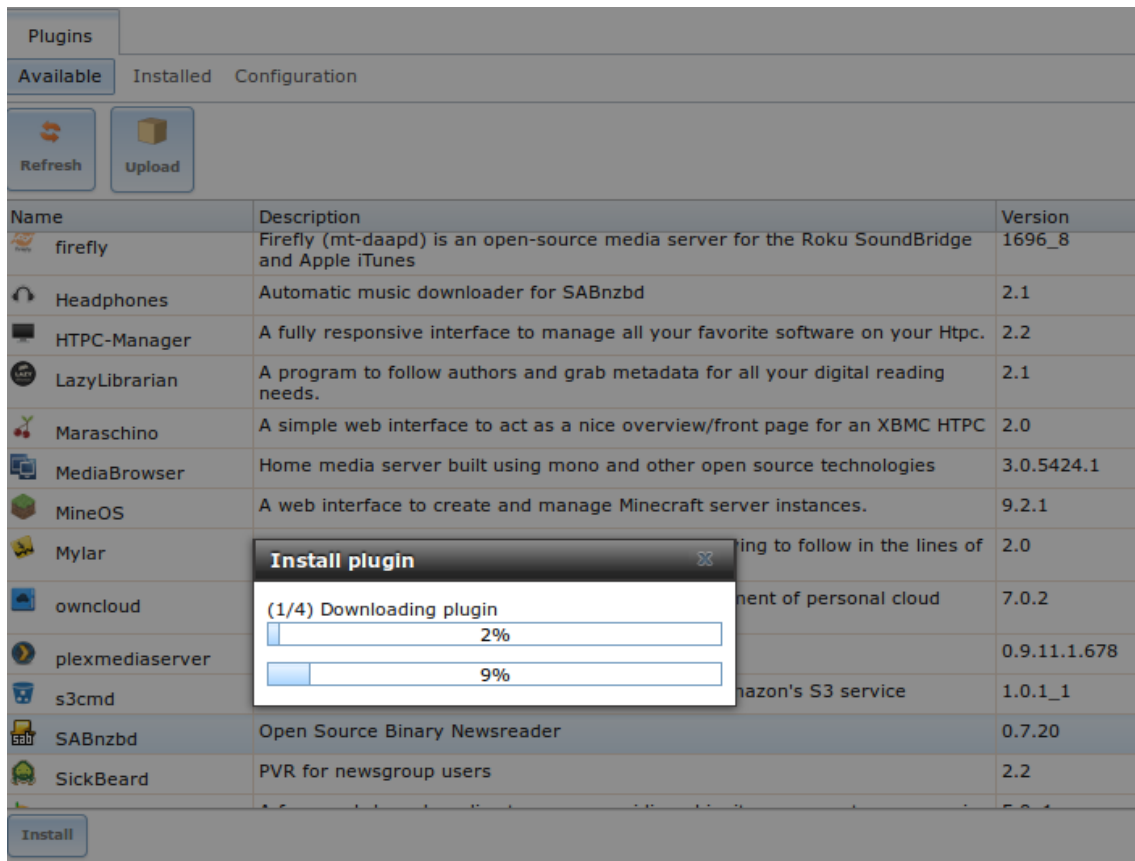 Plugins
Available Installed Configuration
Refresh Upload
Name Description Version
firefly Firefly (mt-daapd) is an open-source media server for the Roku SoundBridge 1696_8
and Apple iTunes
Headphones Automatic music downloader for SABnzbd 2.1
HTPC-Manager A fully responsive interface to manage all your favorite software on your Htpc. 2.2
LazyLibrarian A program to follow authors and grab metadata for all your digital reading 2.1
needs.
Maraschino A simple web interface to act as a nice overview/front page for an XBMC HTPC 2.0
MediaBrowser Home media server built using mono and other open source technologies 3.0.5424.1
MineOS A web interface to create and manage Minecraft server instances. 9.2.1
Mylar ing to follow in the lines of 2.0
Install plugin
owncloud of personal cloud 7.0.2
(1/4) Downloading plugin
2%
plexmediaserver 0.9.11.1.678
9%
s3cmd S3 service 1.0.1_1
SABnzbd Open Source Binary Newsreader 0.7.20
SickBeard PVR for newsgroup users 2.2
Install